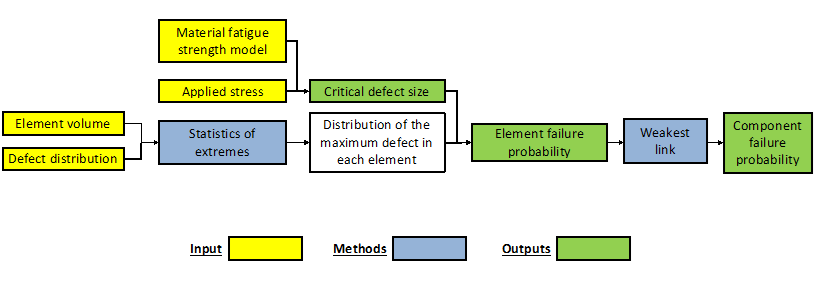 Material fatigue
strength model
Applied stress
Critical defect size
Element volume
Defect distribution
Statistics of
extremes
Distribution of the
maximum defect in
each element
Element failure
probability
Weakest
link
Component
failure
probability
Input
Methods
Outputs